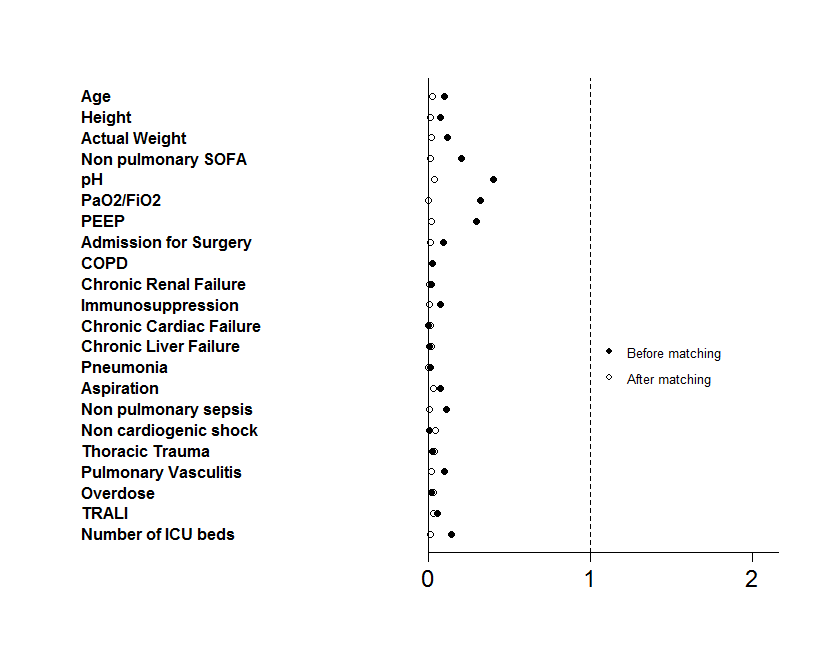 Age
Height
Actual Weight
Non pulmonary SOFA
pH
PaO2/FiO2
PEEP
Admission for Surgery
COPD
Chronic Renal Failure
Immunosuppression
Chronic Cardiac Failure
Chronic Liver Failure
Pneumonia
Aspiration
Non pulmonary sepsis
Non cardiogenic shock
Thoracic Trauma
Pulmonary Vasculitis
Overdose
TRALI
Number of ICU beds
Before matching
After matching
0 1 2